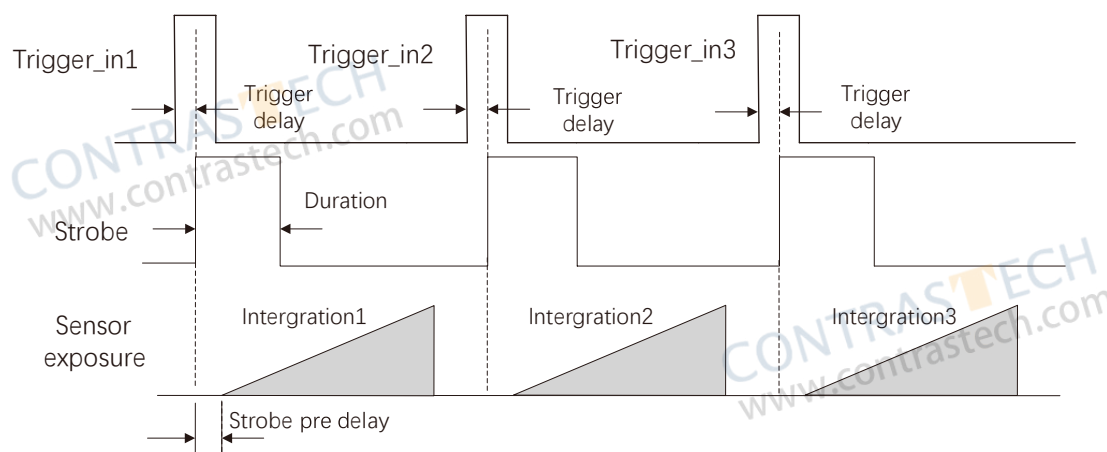 Trigger_in1
Trigger_in2
Trigger_in3
Trigger
delay
Trigger
delay
Trigger
delay
CONTRASTECH
www.contrastech.com
Duration
Strobe
Intergration1
Intergration2
Intergration3
Sensor
exposure
CONTRASTECH
www.contrastech.com
Strobe pre delay